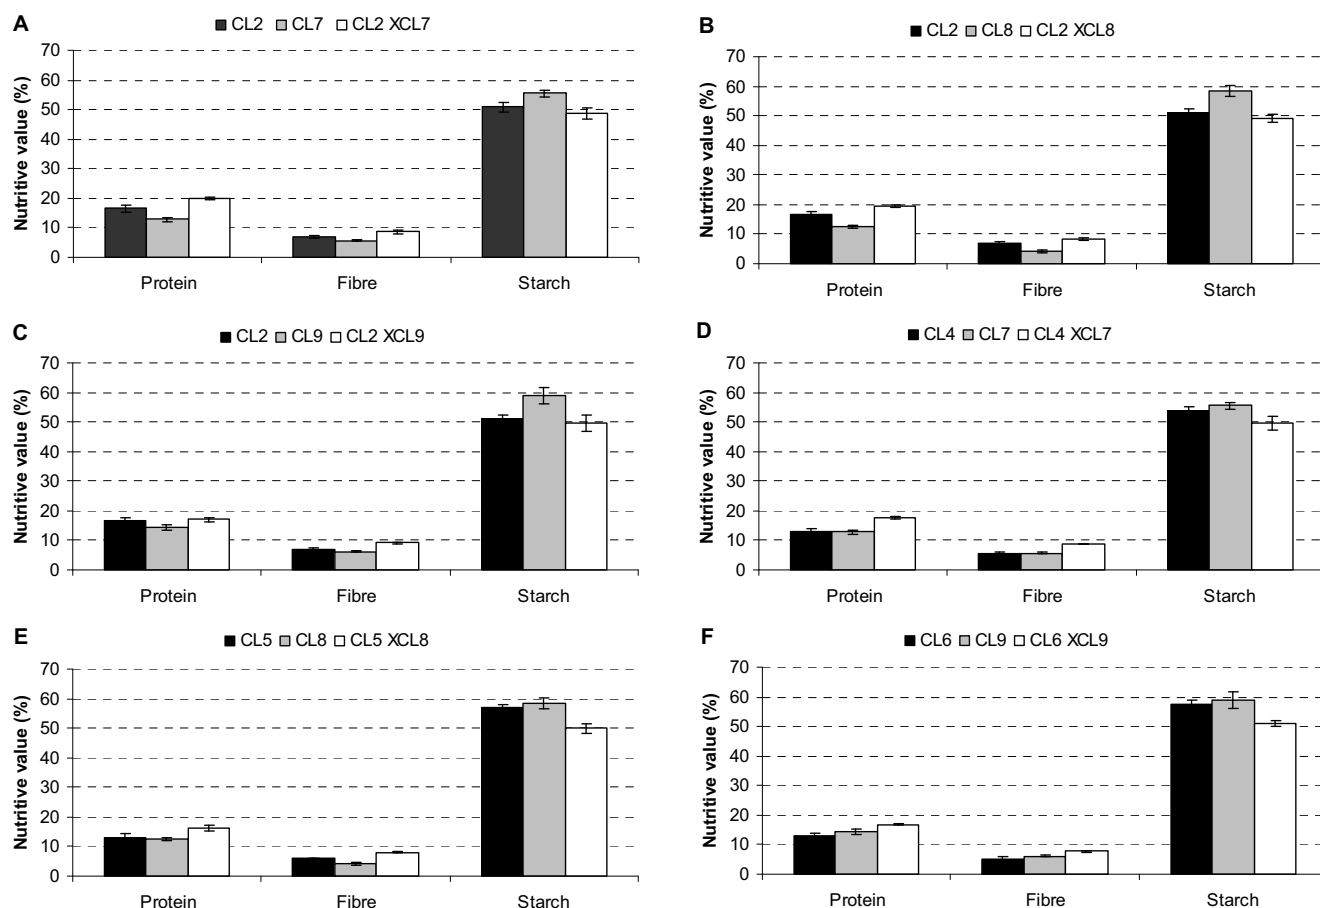 A
CL2 CL7 CL2 XCL7
Nutritive value (%)
70
60
50
40
30
20
10
0
Protein Fibre Starch
B
CL2 CL8 CL2 XCL8
Nutritive value (%)
70
60
50
40
30
20
10
0
Protein Fibre Starch
C
CL2 CL9 CL2 XCL9
Nutritive value (%)
70
60
50
40
30
20
10
0
Protein Fibre Starch
D
CL4 CL7 CL4 XCL7
Nutritive value (%)
70
60
50
40
30
20
10
0
Protein Fibre Starch
E
CL5 CL8 CL5 XCL8
Nutritive value (%)
70
60
50
40
30
20
10
0
Protein Fibre Starch
F
CL6 CL9 CL6 XCL9
Nutritive value (%)
70
60
50
40
30
20
10
0
Protein Fibre Starch